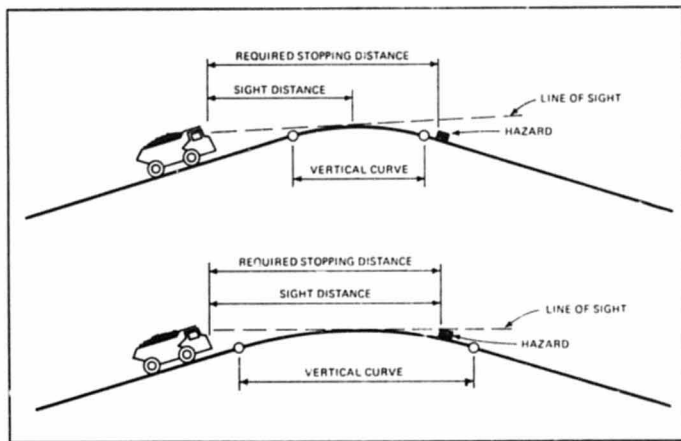 REQUIRED STOPPING DISTANCE
SIGHT DISTANCE
LINE OF SIGHT
HAZARD
VERTICAL CURVE
REQUIRED STOPPING DISTANCE
SIGHT DISTANCE
LINE OF SIGHT
HAZARD
VERTICAL CURVE